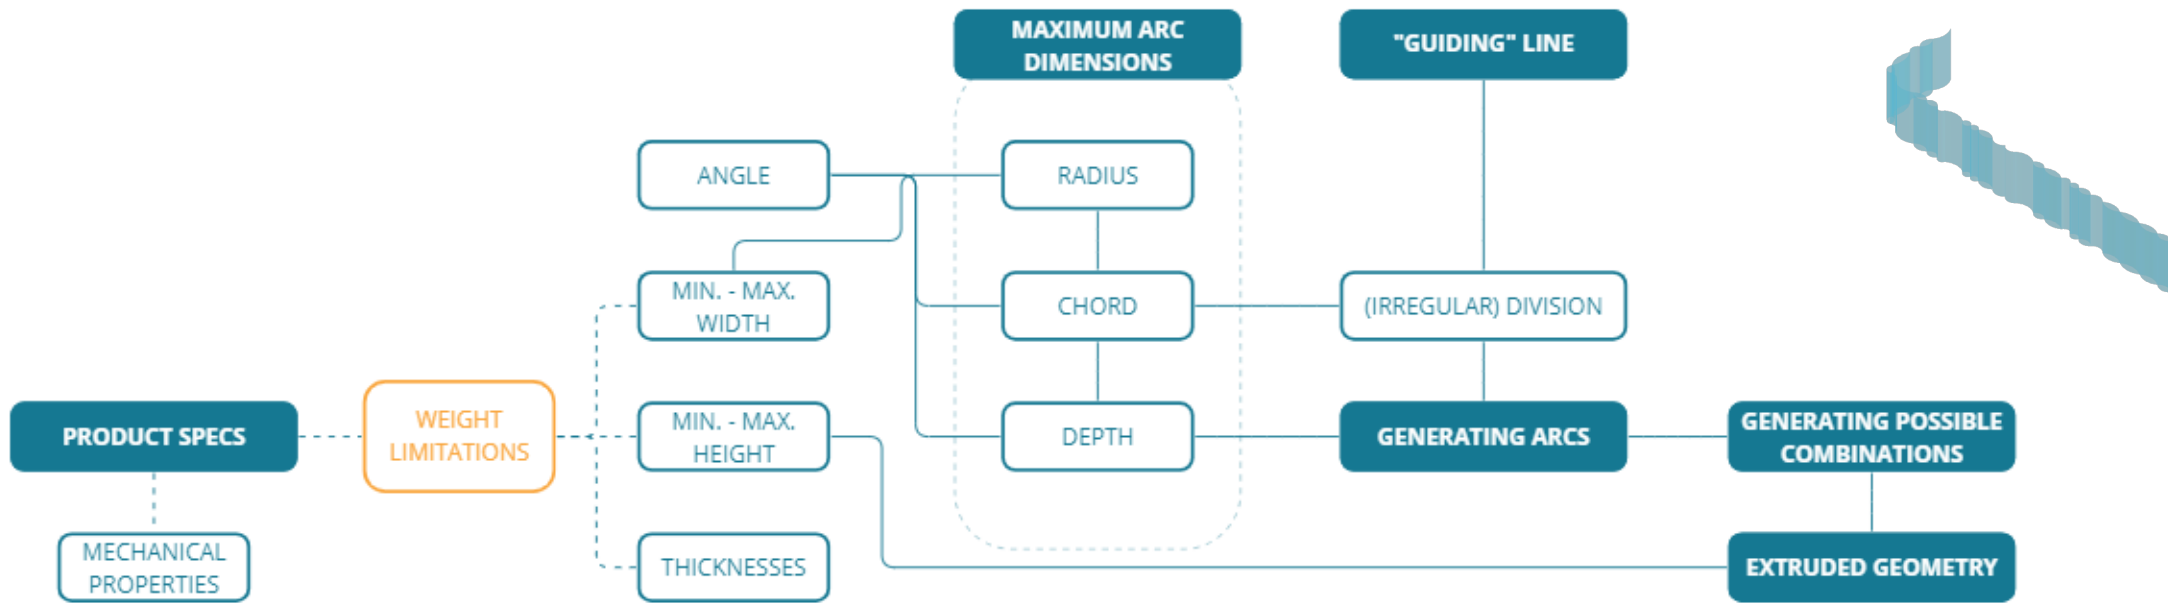 MAXIMUM ARC
DIMENSIONS
"GUIDING" LINE
ANGLE
RADIUS
MIN. - MAX.
WIDTH
CHORD
(IRREGULAR) DIVISION
PRODUCT SPECS
WEIGHT
LIMITATIONS
MIN. - MAX.
HEIGHT
DEPTH
GENERATING ARCS
GENERATING POSSIBLE
COMBINATIONS
MECHANICAL
PROPERTIES
THICKNESSES
EXTRUDED GEOMETRY